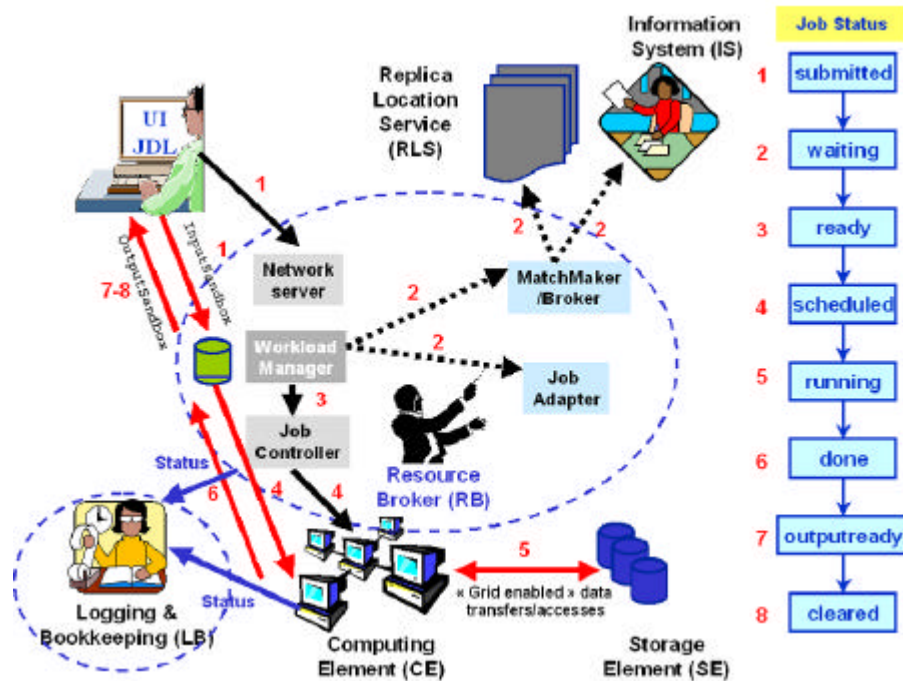 Job Status
Information
System (IS)
1 submitted
Replica
Location
Service
(RLS)
UI
JDL
2 waiting
1
3 ready
1
InputSandbox
OutputSandbox
7-8
2
2
Network
server
MatchMaker
/Broker
2
4 scheduled
Workload
Manager
2
Job
Adapter
5 running
3
Job
Controller
Resource
Broker (RB)
Status
6
4
4
6 done
5
7 outputready
« Grid enabled » data
transfers/accesses
Status
Logging &
Bookkeeping (LB)
8 cleared
Computing
Element (CE)
Storage
Element (SE)